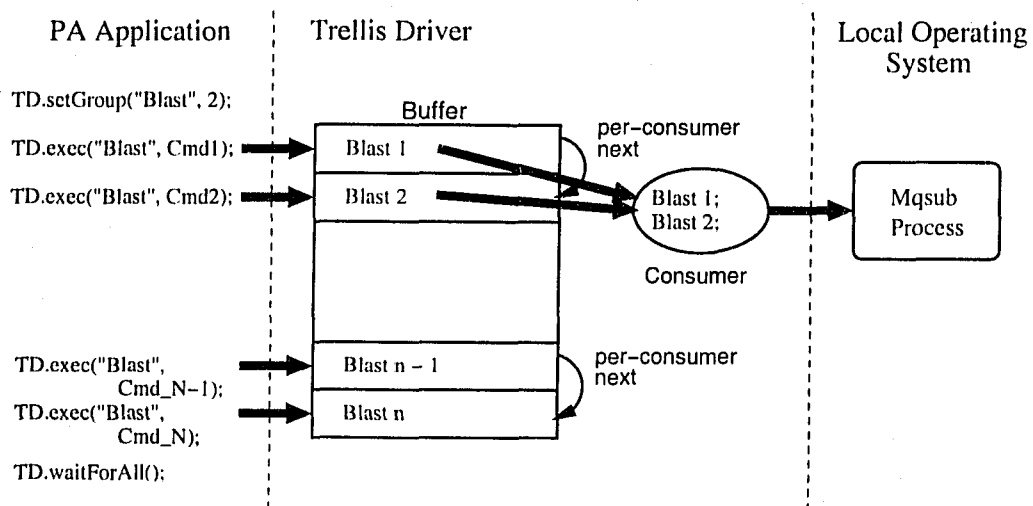 PA Application
Trellis Driver
Local Operating
System
TD.setGroup("Blast", 2);
Buffer
TD.exec("Blast", Cmd1);
Blast 1
per-consumer
next
TD.exec("Blast", Cmd2);
Blast 2
Blast 1;
Blast 2;
Consumer
Mqsub
Process
TD.exec("Blast",
Cmd_N-1);
Blast n - 1
per-consumer
next
TD.exec("Blast",
Cmd_N);
Blast n
TD.waitForAll();